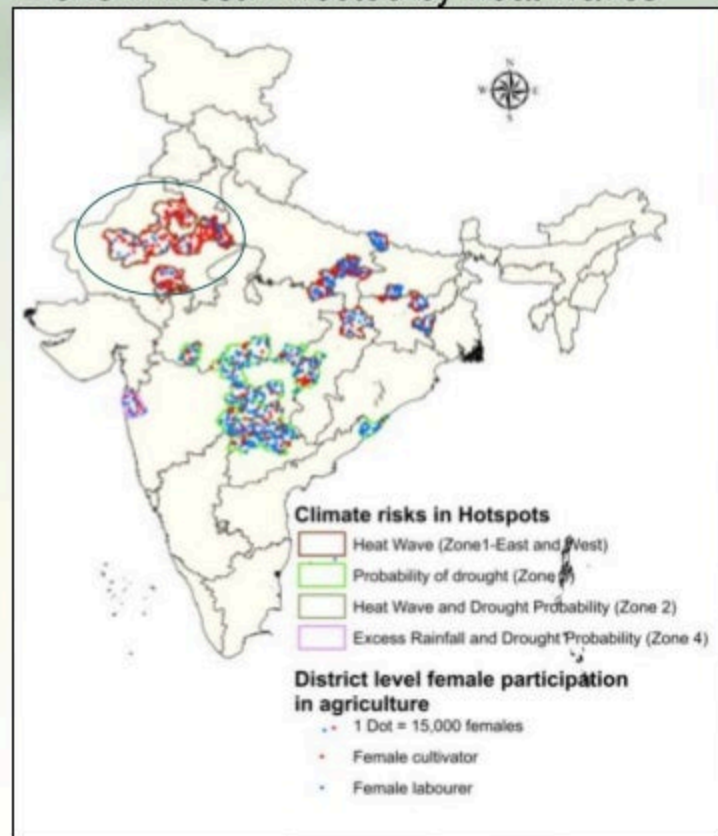 N
W E
S
Climate risks in Hotspots
Heat Wave (Zone1-East and West)
Probability of drought (Zone
Heat Wave and Drought Probability (Zone 2)
Excess Rainfall and Drought Probability (Zone 4)
District level female participation
in agriculture
1 Dot = 15,000 females
Female cultivator
Female labourer